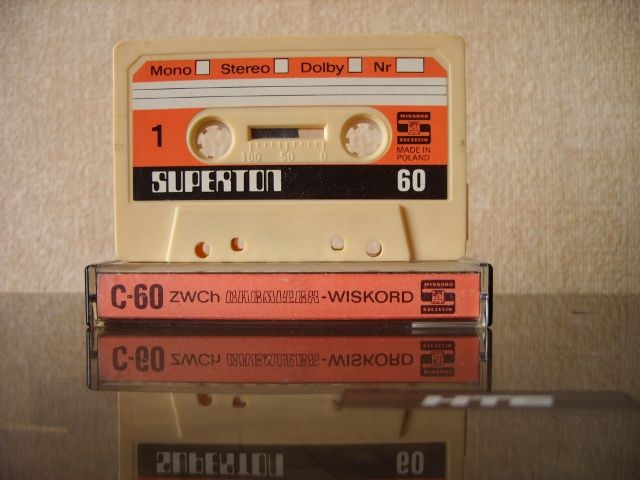 Mono Stereo Dolby Nr
1
WISKORD
SZCZECIN
MADE IN
POLAND
100 50 0
SUPERTON 60
C-60 ZWCh CHEMITEX-WISKORD
WISKORD
SZCZECIN